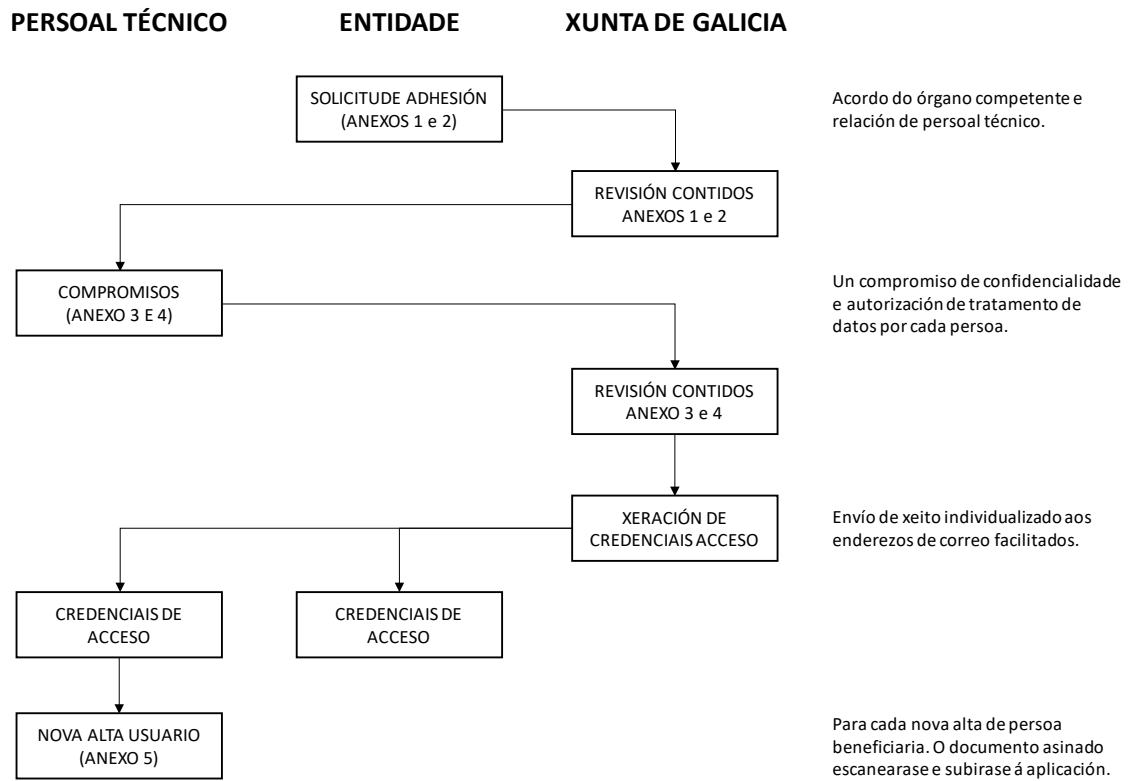 PERSOAL TÉCNICO
ENTIDADE
XUNTA DE GALICIA
SOLICITUDE ADHESIÓN
(ANEXOS 1 e 2)
Acordo do órgano competente e
relación de persoal técnico.
REVISIÓN CONTIDOS
ANEXOS 1 e 2
COMPROMISOS
(ANEXO 3 E 4)
Un compromiso de confidencialidade
e autorización de tratamento de
datos por cada persoa.
REVISIÓN CONTIDOS
ANEXO 3 e 4
XERACIÓN DE
CREDENCIAIS ACCESO
Envío de xeito individualizado aos
enderezos de correo facilitados.
CREDENCIAIS DE
ACCESO
CREDENCIAIS DE
ACCESO
NOVA ALTA USUARIO
(ANEXO 5)
Para cada nova alta de persoa
beneficiaria. O documento asinado
escanearase e subirase á aplicación.